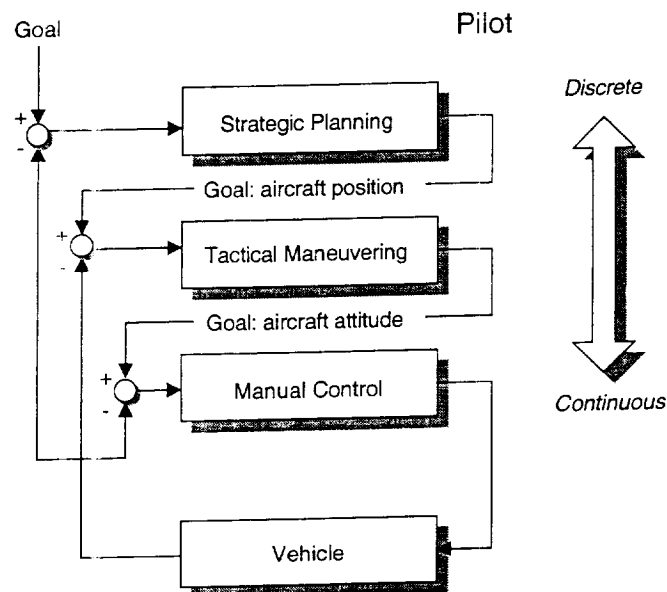 Goal
Pilot
+
-
Strategic Planning
Discrete
Goal: aircraft position
+
-
Tactical Maneuvering
Goal: aircraft attitude
+
-
Manual Control
Continuous
Vehicle